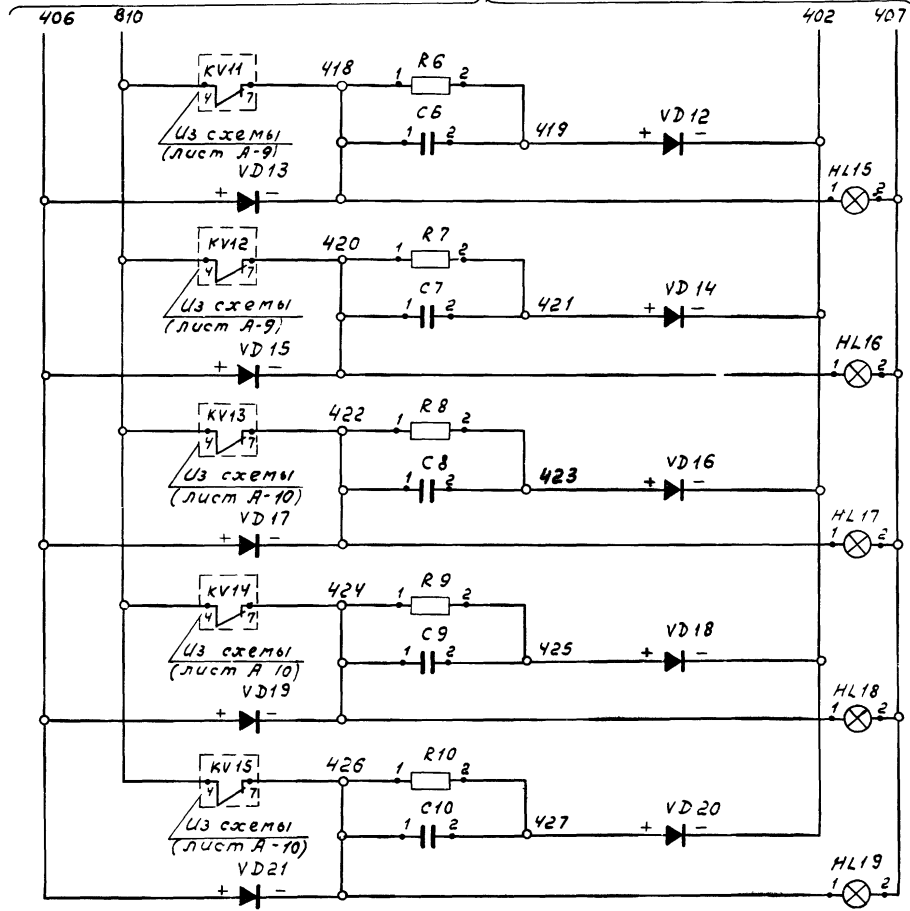 406 810 402 407
KV11 418 1 R6 2
4 7
1 C6 2 419 + VD12 -
Из схемы
(лист А-9)
+ VD13 - 1 HL15 2
KV12 420 1 R7 2
4 7
1 C7 2 421 + VD14 -
Из схемы
(лист А-9)
+ VD15 - 1 HL16 2
KV13 422 1 R8 2
4 7
1 C8 2 423 + VD16 -
Из схемы
(лист А-10)
+ VD17 - 1 HL17 2
KV14 424 1 R9 2
4 7
1 C9 2 425 + VD18 -
Из схемы
(лист А 10)
+ VD19 - 1 HL18 2
KV15 426 1 R10 2
4 7
1 C10 2 427 + VD20 -
Из схемы
(лист А-10)
+ VD21 - 1 HL19 2